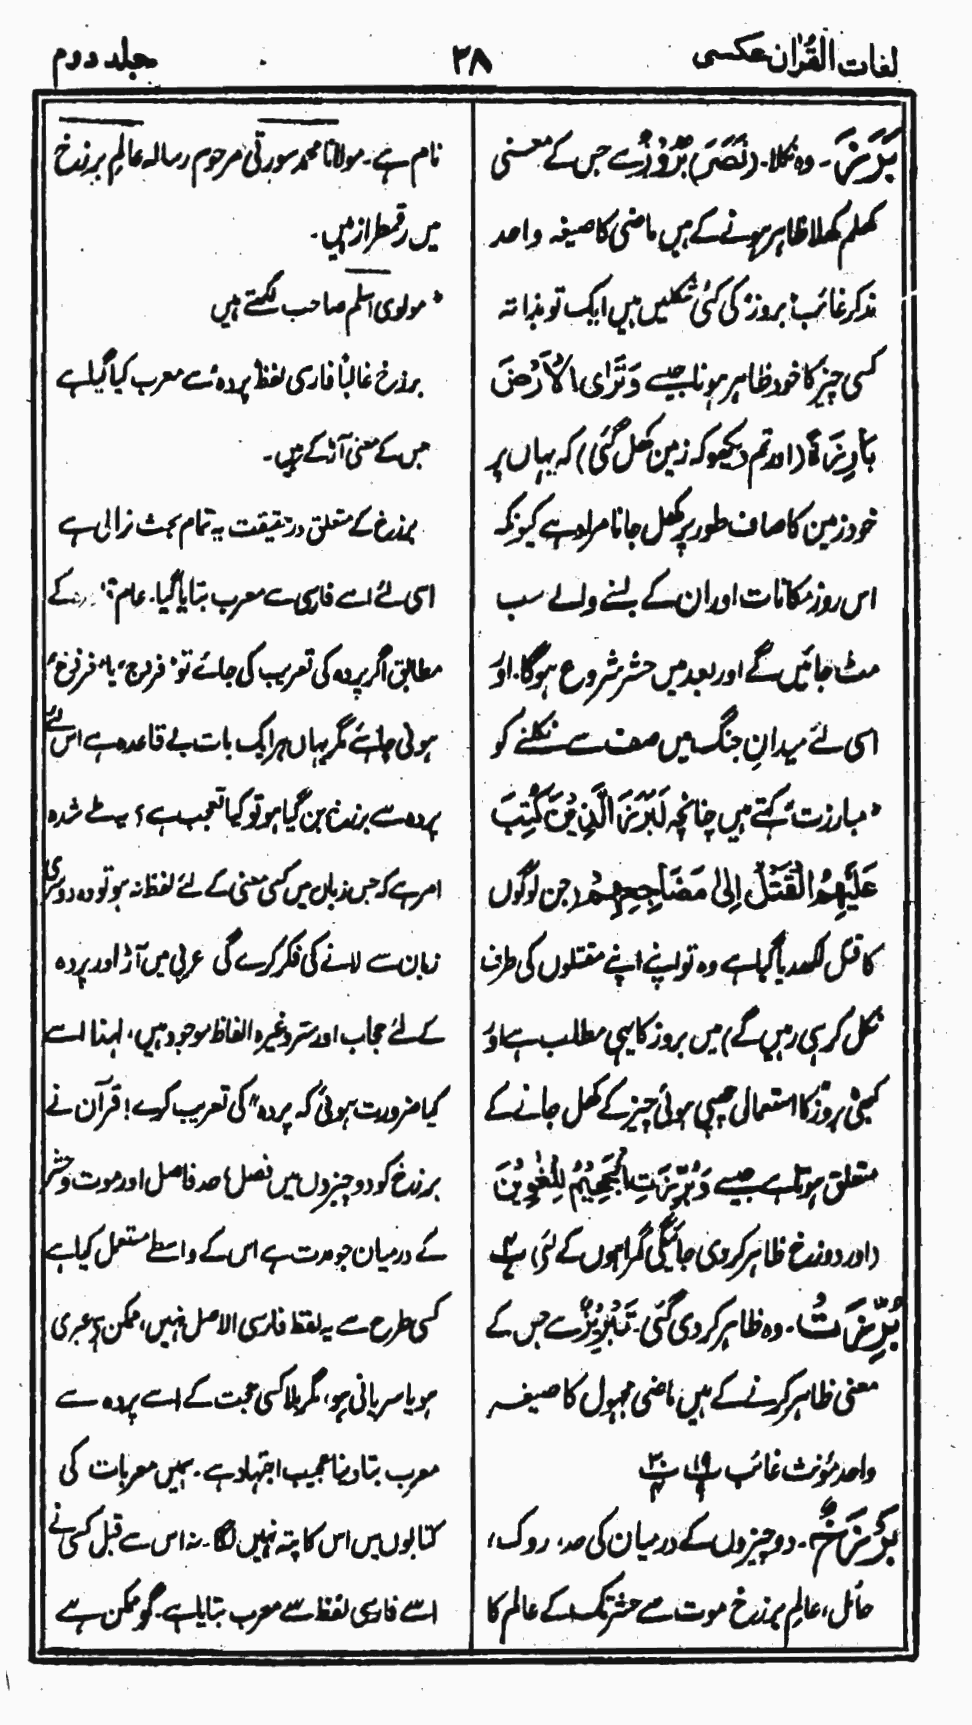 لغات القرآن عکسی
۲۸
جلد دوم
بَرَزَ۔ وہ نکلا۔ (نَصَرَ) بُرُوْزٌ سے جس کے معنی
کھلم کھلا ظاہر ہونے کے ہیں ماضی کا صیغہ واحد
مذکر غائب؛ بروز کی کئی شکلیں ہیں ایک تو بذاتہ
کسی چیز کا خود ظاہر ہونا جیسے وَتَرَی الْاَرْضَ
بَارِزَةً (اور تم دیکھو کہ زمین کھل گئی) کہ یہاں پر
خود زمین کا صاف طور پر کھل جانا مراد ہے کیونکہ
اس روز مکانات اور ان کے بسنے والے سب
مٹ جائیں گے اور بعد میں حشر شروع ہوگا۔ اور
اسی لئے میدانِ جنگ میں صف سے نکلنے کو
"مبارزت" کہتے ہیں چنانچہ لَبَرَزَ الَّذِیْنَ کُتِبَ
عَلَیْهِمُ الْقَتْلُ اِلٰی مَضَاجِعِهِمْ (جن لوگوں
کا قتل لکھ دیا گیا ہے وہ تو اپنے اپنے مقتلوں کی طرف
نکل کر ہی رہیں گے) میں بروز کا یہی مطلب ہے اور
کبھی بروز کا استعمال چھپی ہوئی چیز کے کھل جانے کے
متعلق ہوتا ہے جیسے وَبُرِّزَتِ الْجَحِیْمُ لِلْغٰوِیْنَ
(اور دوزخ ظاہر کر دی جائیگی گمراہوں کے لئے)
بُرِّزَتْ۔ وہ ظاہر کر دی گئی۔ تَبْرِیْزٌ سے جس کے
معنی ظاہر کرنے کے ہیں ماضی مجہول کا صیغہ
واحد مؤنث غائب
بَرْزَخٌ۔ دو چیزوں کے درمیان کی حد، روک،
حائل، عالمِ برزخ موت سے حشر تک کے عالم کا
نام ہے۔ مولانا محمد سورتی مرحوم رسالہ عالمِ برزخ
میں رقمطراز ہیں۔
"مولوی اسلم صاحب لکھتے ہیں
برزخ غالباً فارسی لفظ پردہ سے معرب کیا گیا ہے
جس کے معنی آڑ کے ہیں۔
برزخ کے متعلق درحقیقت یہ تمام بحث نرالی ہے
اسی لئے اسے فارسی سے معرب بتایا گیا۔ عام کے
مطابق اگر پردہ کی تعریب کی جائے تو "فردج" یا "فرزخ"
ہونی چاہئے مگر یہاں ہر ایک بات بے قاعدہ ہے اس لئے
پردہ سے برزخ بن گیا ہو تو کیا تعجب ہے؟ یہ طے شدہ
امر ہے کہ جس زبان میں کسی معنی کے لئے لفظ نہ ہو تو وہ دوسری
زبان سے لانے کی فکر کرے گی عربی میں آڑ اور پردہ
کے لئے حجاب اور ستر وغیرہ الفاظ موجود ہیں، لہذا اسے
کیا ضرورت ہوئی کہ "پردہ" کی تعریب کرے! قرآن نے
برزخ کو دو چیزوں میں فصل، حد فاصل اور موت و حشر
کے درمیان جو مدت ہے اس کے واسطے مستعمل کیا ہے
کسی طرح سے یہ لفظ فارسی الاصل نہیں، ممکن ہے عبری
ہو یا سریانی ہو، مگر بلا کسی حجت کے اسے پردہ سے
معرب بتا دینا عجیب اجتہاد ہے۔ ہمیں معربات کی
کتابوں میں اس کا پتہ نہیں لگا۔ نہ اس سے قبل کسی نے
اسے فارسی لفظ سے معرب بتایا ہے۔ گو ممکن ہے